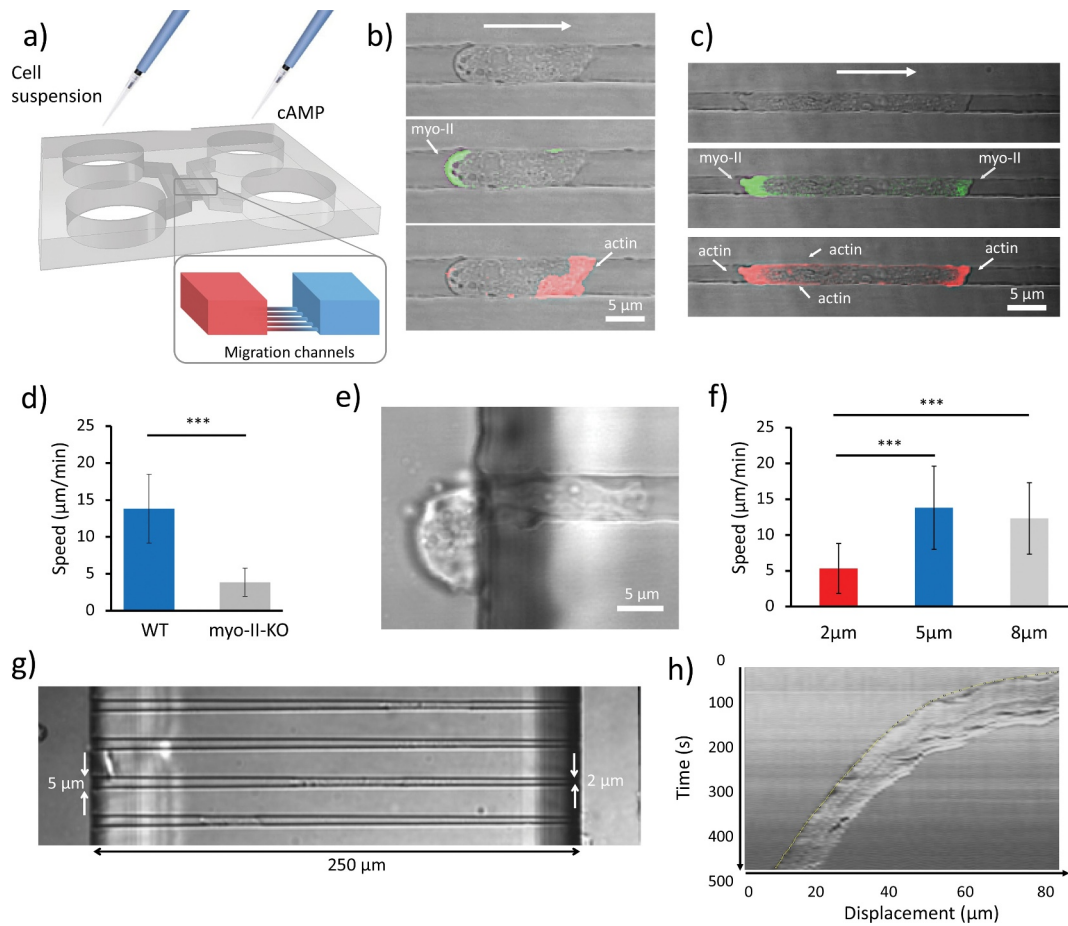 a)
Cell
suspension
cAMP
Migration channels
b)
myo-II
actin
5 µm
c)
myo-II
myo-II
actin
actin
actin
actin
5 µm
d)
Speed (µm/min)
25
20
15
10
5
0
***
WT
myo-II-KO
e)
5 µm
f)
Speed (µm/min)
25
20
15
10
5
0
***
***
2µm
5µm
8µm
g)
5 µm
2 µm
250 µm
h)
Time (s)
0
100
200
300
400
500
0
20
40
60
80
Displacement (µm)